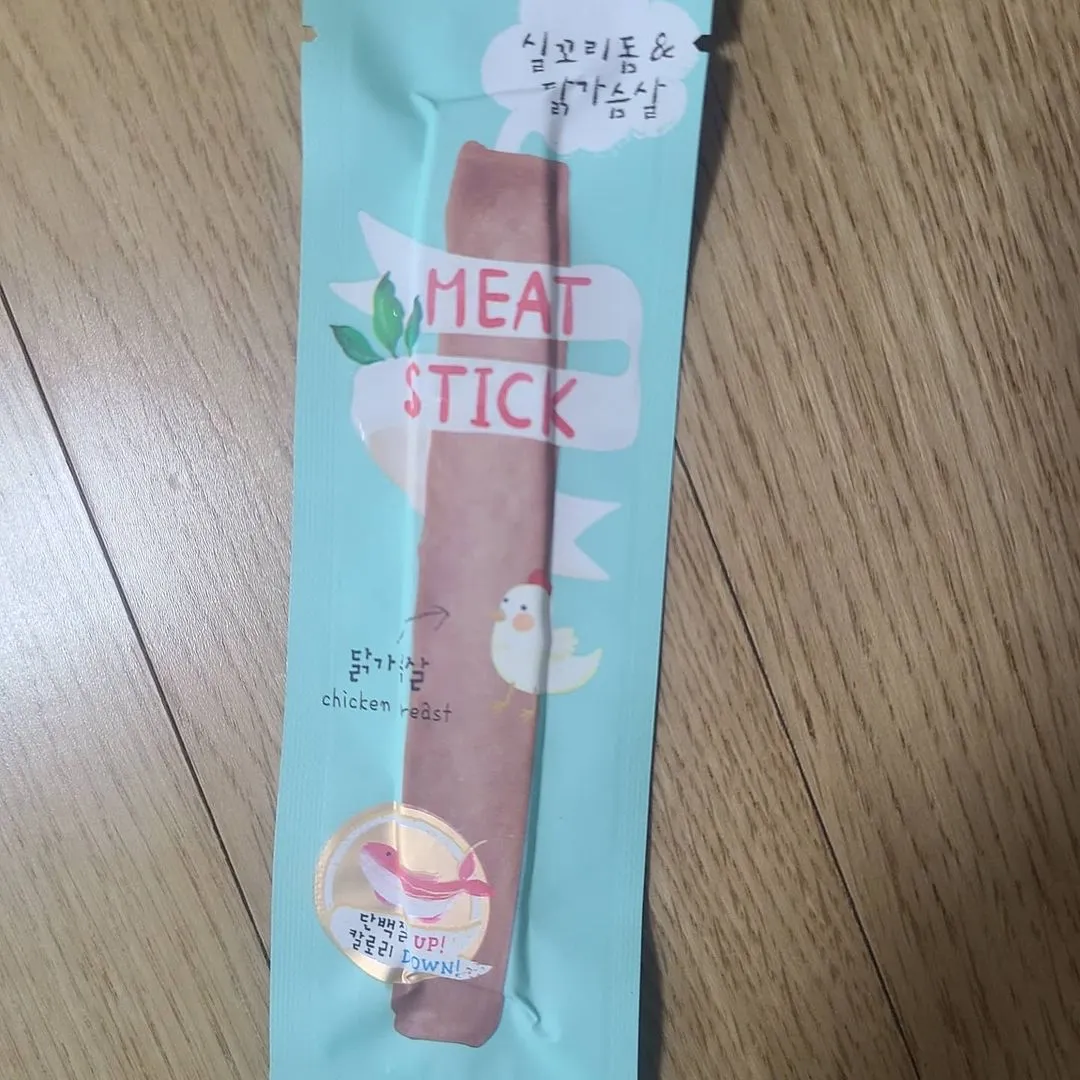 실꼬리돔 &
닭가슴살
MEAT
STICK
닭가슴살
chicken reast
단백질 UP!
칼로리 DOWN!